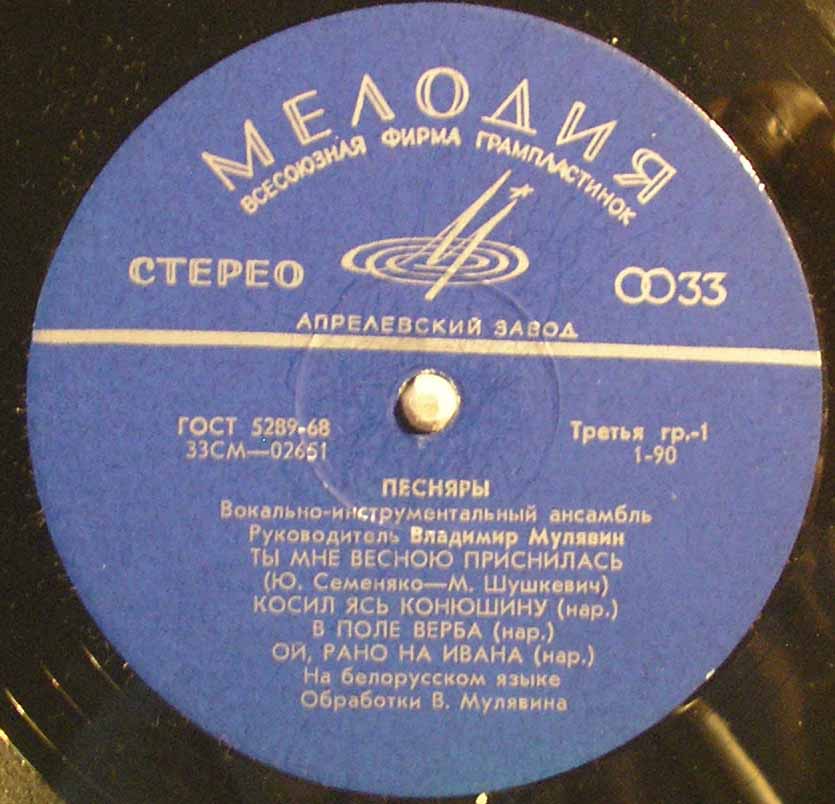 МЕЛОДИЯ
ВСЕСОЮЗНАЯ ФИРМА ГРАМПЛАСТИНОК
СТЕРЕО
33
АПРЕЛЕВСКИЙ ЗАВОД
ГОСТ 5289-68
Третья гр.-1
33СМ—02651
1-90
ПЕСНЯРЫ
Вокально-инструментальный ансамбль
Руководитель Владимир Мулявин
ТЫ МНЕ ВЕСНОЮ ПРИСНИЛАСЬ
(Ю. Семеняко—М. Шушкевич)
КОСИЛ ЯСЬ КОНЮШИНУ (нар.)
В ПОЛЕ ВЕРБА (нар.)
ОЙ, РАНО НА ИВАНА (нар.)
На белорусском языке
Обработки В. Мулявина